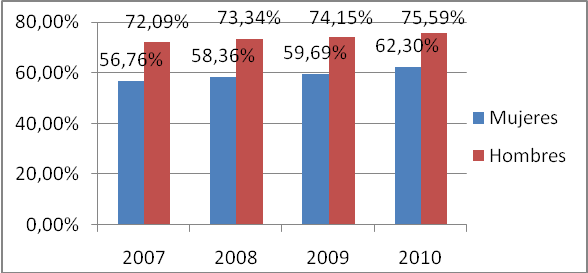 80,00%
60,00%
40,00%
20,00%
0,00%
72,09% 73,34% 74,15% 75,59%
56,76% 58,36% 59,69% 62,30%
2007 2008 2009 2010
Mujeres
Hombres